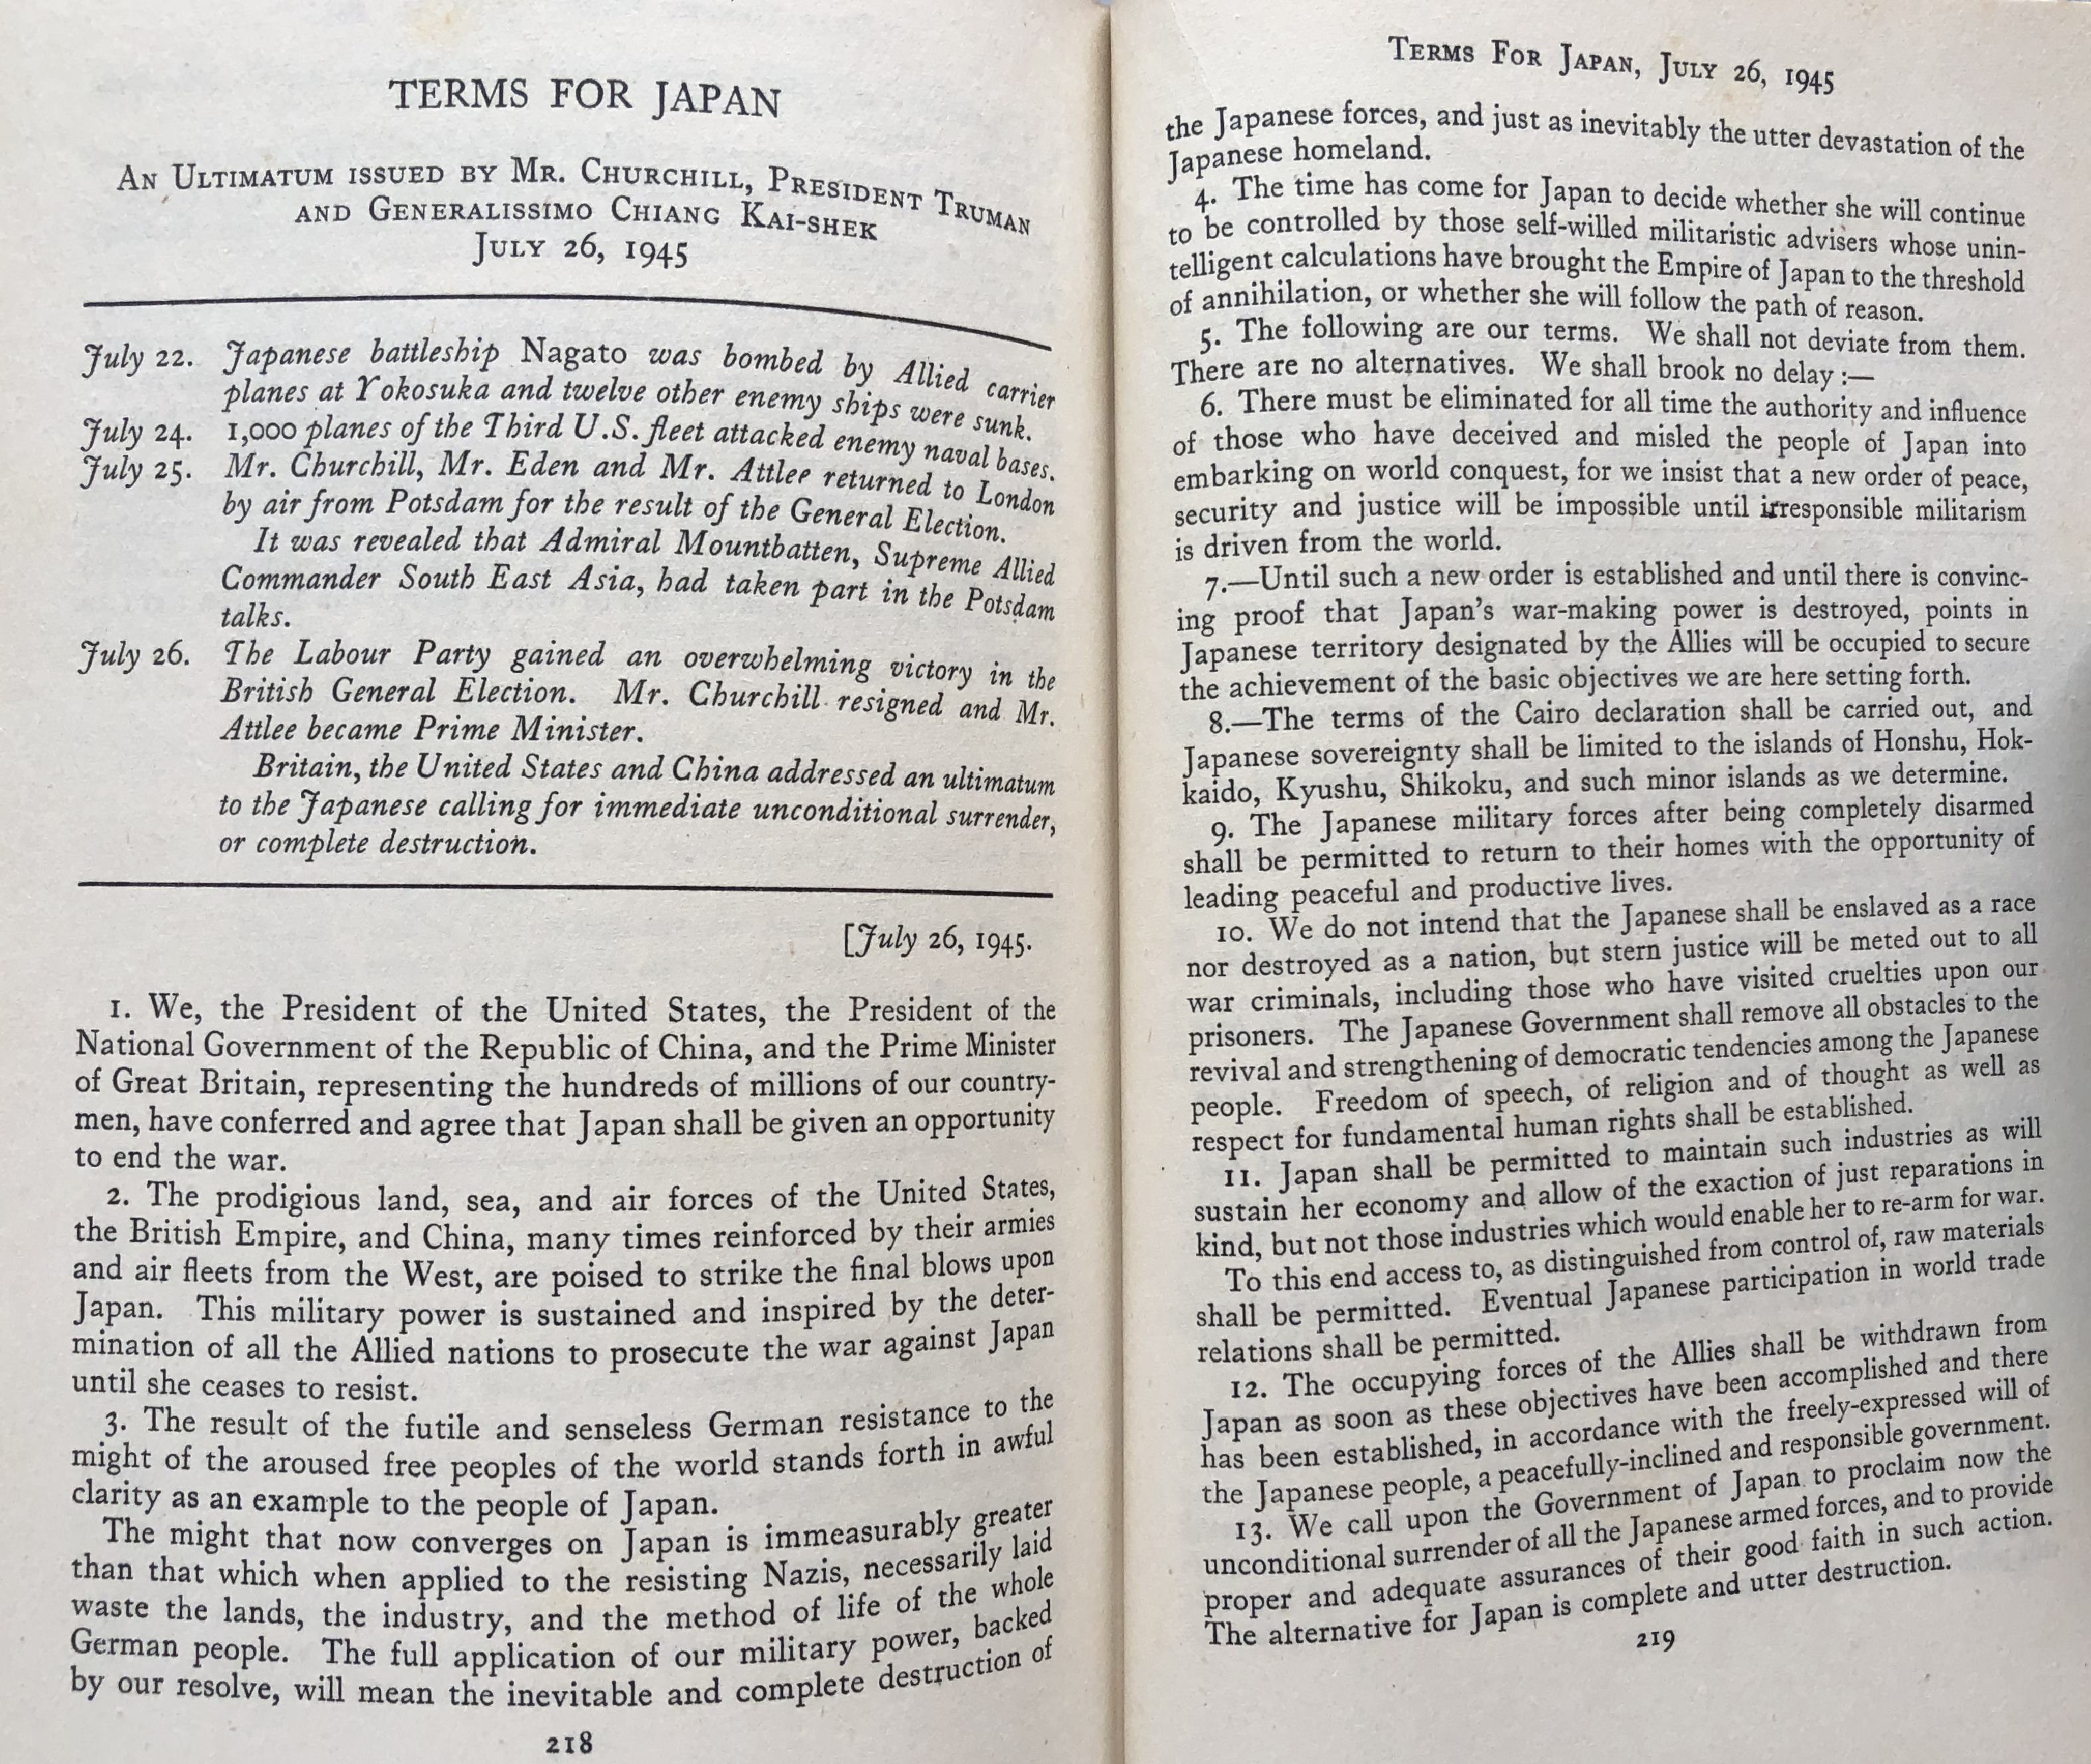 TERMS FOR JAPAN
AN ULTIMATUM ISSUED BY MR. CHURCHILL, PRESIDENT TRUMAN
AND GENERALISSIMO CHIANG KAI-SHEK
JULY 26, 1945
July 22. Japanese battleship Nagato was bombed by Allied carrier
planes at Yokosuka and twelve other enemy ships were sunk.
July 24. 1,000 planes of the Third U.S. fleet attacked enemy naval bases.
July 25. Mr. Churchill, Mr. Eden and Mr. Attlee returned to London
by air from Potsdam for the result of the General Election.
It was revealed that Admiral Mountbatten, Supreme Allied
Commander South East Asia, had taken part in the Potsdam
talks.
July 26. The Labour Party gained an overwhelming victory in the
British General Election. Mr. Churchill resigned and Mr.
Attlee became Prime Minister.
Britain, the United States and China addressed an ultimatum
to the Japanese calling for immediate unconditional surrender,
or complete destruction.
[July 26, 1945.
1. We, the President of the United States, the President of the
National Government of the Republic of China, and the Prime Minister
of Great Britain, representing the hundreds of millions of our country-
men, have conferred and agree that Japan shall be given an opportunity
to end the war.
2. The prodigious land, sea, and air forces of the United States,
the British Empire, and China, many times reinforced by their armies
and air fleets from the West, are poised to strike the final blows upon
Japan. This military power is sustained and inspired by the deter-
mination of all the Allied nations to prosecute the war against Japan
until she ceases to resist.
3. The result of the futile and senseless German resistance to the
might of the aroused free peoples of the world stands forth in awful
clarity as an example to the people of Japan.
The might that now converges on Japan is immeasurably greater
than that which when applied to the resisting Nazis, necessarily laid
waste the lands, the industry, and the method of life of the whole
German people. The full application of our military power, backed
by our resolve, will mean the inevitable and complete destruction of
218
TERMS FOR JAPAN, JULY 26, 1945
the Japanese forces, and just as inevitably the utter devastation of the
Japanese homeland.
4. The time has come for Japan to decide whether she will continue
to be controlled by those self-willed militaristic advisers whose unin-
telligent calculations have brought the Empire of Japan to the threshold
of annihilation, or whether she will follow the path of reason.
5. The following are our terms. We shall not deviate from them.
There are no alternatives. We shall brook no delay :—
6. There must be eliminated for all time the authority and influence
of those who have deceived and misled the people of Japan into
embarking on world conquest, for we insist that a new order of peace,
security and justice will be impossible until irresponsible militarism
is driven from the world.
7.—Until such a new order is established and until there is convinc-
ing proof that Japan's war-making power is destroyed, points in
Japanese territory designated by the Allies will be occupied to secure
the achievement of the basic objectives we are here setting forth.
8.—The terms of the Cairo declaration shall be carried out, and
Japanese sovereignty shall be limited to the islands of Honshu, Hok-
kaido, Kyushu, Shikoku, and such minor islands as we determine.
9. The Japanese military forces after being completely disarmed
shall be permitted to return to their homes with the opportunity of
leading peaceful and productive lives.
10. We do not intend that the Japanese shall be enslaved as a race
nor destroyed as a nation, but stern justice will be meted out to all
war criminals, including those who have visited cruelties upon our
prisoners. The Japanese Government shall remove all obstacles to the
revival and strengthening of democratic tendencies among the Japanese
people. Freedom of speech, of religion and of thought as well as
respect for fundamental human rights shall be established.
11. Japan shall be permitted to maintain such industries as will
sustain her economy and allow of the exaction of just reparations in
kind, but not those industries which would enable her to re-arm for war.
To this end access to, as distinguished from control of, raw materials
shall be permitted. Eventual Japanese participation in world trade
relations shall be permitted.
12. The occupying forces of the Allies shall be withdrawn from
Japan as soon as these objectives have been accomplished and there
has been established, in accordance with the freely-expressed will of
the Japanese people, a peacefully-inclined and responsible government.
13. We call upon the Government of Japan to proclaim now the
unconditional surrender of all the Japanese armed forces, and to provide
proper and adequate assurances of their good faith in such action.
The alternative for Japan is complete and utter destruction.
219